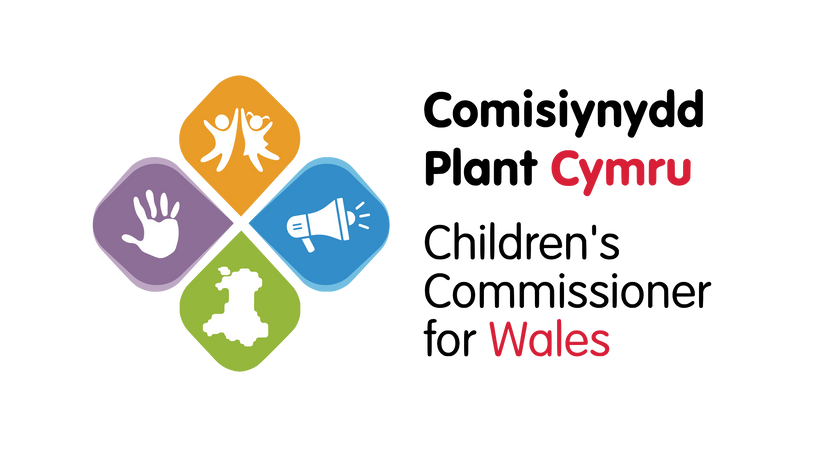 Comisiynydd
Plant Cymru
Children's
Commissioner
for Wales